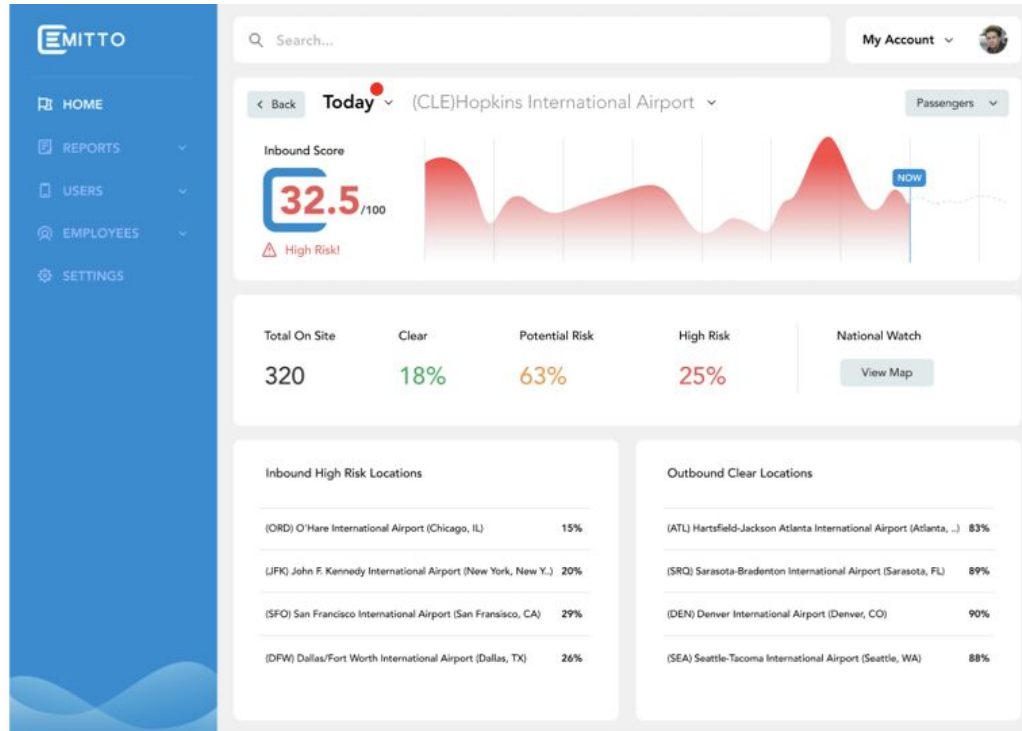 EMITTO
HOME
REPORTS
USERS
EMPLOYEES
SETTINGS
Search...
My Account
Back
Today
(CLE)Hopkins International Airport
Passengers
Inbound Score
32.5/100
High Risk!
NOW
Total On Site
320
Clear
18%
Potential Risk
63%
High Risk
25%
National Watch
View Map
Inbound High Risk Locations
(ORD) O'Hare International Airport (Chicago, IL) 15%
(JFK) John F. Kennedy International Airport (New York, New Y..) 20%
(SFO) San Francisco International Airport (San Fransisco, CA) 29%
(DFW) Dallas/Fort Worth International Airport (Dallas, TX) 26%
Outbound Clear Locations
(ATL) Hartsfield-Jackson Atlanta International Airport (Atlanta, ..) 83%
(SRQ) Sarasota-Bradenton International Airport (Sarasota, FL) 89%
(DEN) Denver International Airport (Denver, CO) 90%
(SEA) Seattle-Tacoma International Airport (Seattle, WA) 88%